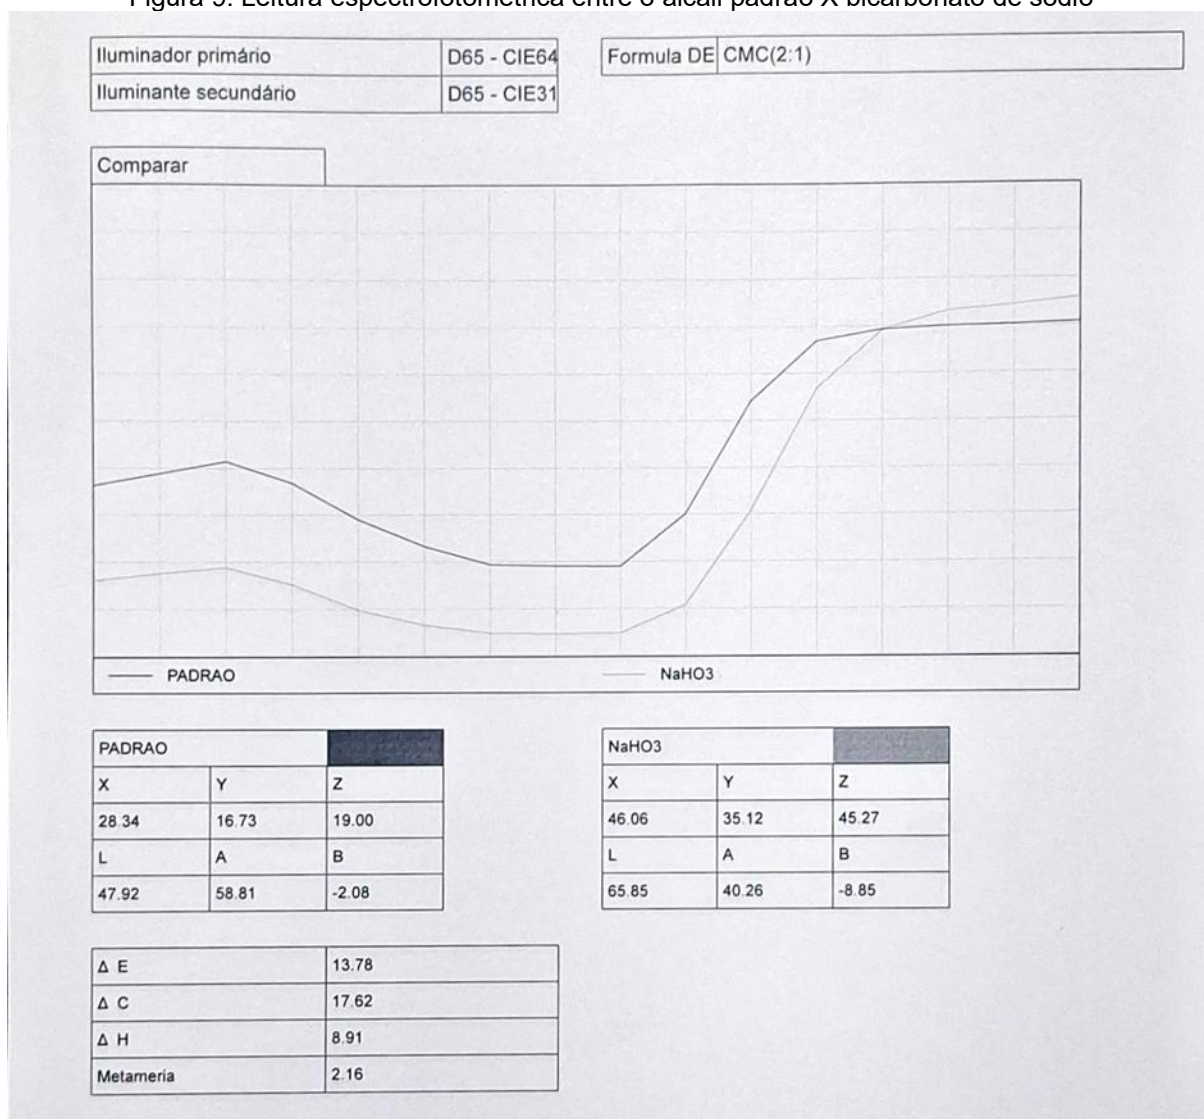 Figura 9. Leitura espectrofotométrica entre o álcali padrão X bicarbonato de sódio
Iluminador primário D65 - CIE64
Iluminante secundário D65 - CIE31
Formula DE CMC(2:1)
Comparar
PADRAO NaHO3
PADRAO
X Y Z
28.34 16.73 19.00
L A B
47.92 58.81 -2.08
NaHO3
X Y Z
46.06 35.12 45.27
L A B
65.85 40.26 -8.85
Δ E 13.78
Δ C 17.62
Δ H 8.91
Metameria 2.16